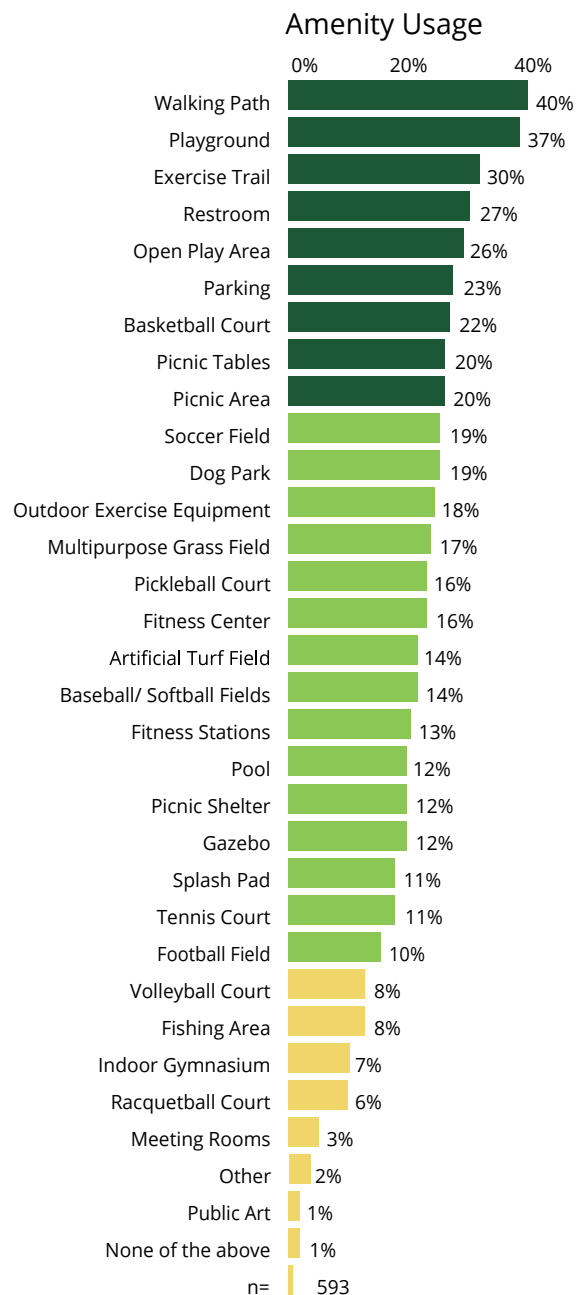 Amenity Usage
0% 20% 40%
Walking Path 40%
Playground 37%
Exercise Trail 30%
Restroom 27%
Open Play Area 26%
Parking 23%
Basketball Court 22%
Picnic Tables 20%
Picnic Area 20%
Soccer Field 19%
Dog Park 19%
Outdoor Exercise Equipment 18%
Multipurpose Grass Field 17%
Pickleball Court 16%
Fitness Center 16%
Artificial Turf Field 14%
Baseball/ Softball Fields 14%
Fitness Stations 13%
Pool 12%
Picnic Shelter 12%
Gazebo 12%
Splash Pad 11%
Tennis Court 11%
Football Field 10%
Volleyball Court 8%
Fishing Area 8%
Indoor Gymnasium 7%
Racquetball Court 6%
Meeting Rooms 3%
Other 2%
Public Art 1%
None of the above 1%
n= 593